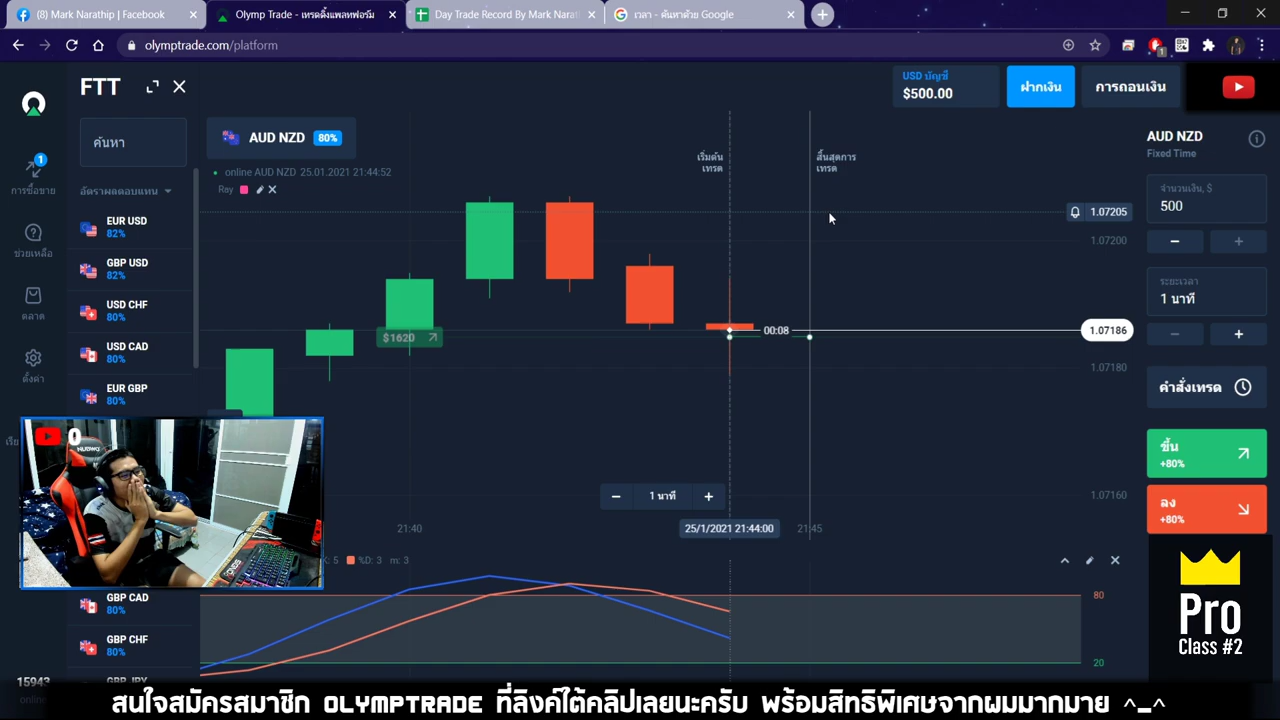 (8) Mark Narathip | Facebook
Olymp Trade - เทรดดิ้งแพลทฟอร์ม
Day Trade Record By Mark Narat
เวลา - ค้นหาด้วย Google
olymptrade.com/platform
FTT
USD บัญชี
$500.00
ฝากเงิน
การถอนเงิน
ค้นหา
AUD NZD 80%
online AUD NZD 25.01.2021 21:44:52
Ray
เริ่มต้น
เทรด
สิ้นสุดการ
เทรด
AUD NZD
Fixed Time
1
การซื้อขาย
ช่วยเหลือ
ตลาด
ตั้งค่า
อัตราผลตอบแทน
EUR USD
82%
GBP USD
82%
USD CHF
80%
USD CAD
80%
EUR GBP
80%
1.07205
1.07200
$1620
00:08
1.07186
1.07180
1.07160
จำนวนเงิน, $
500
ระยะเวลา
1 นาที
คำสั่งเทรด
ขึ้น
+80%
ลง
+80%
1 นาที
21:40
25/1/2021 21:44:00
21:45
0
: 5 %D: 3 m: 3
80
20
GBP CAD
80%
GBP CHF
80%
GBP JPY
15943
online
Pro
Class #2
สนใจสมัครสมาชิก OLYMPTRADE ที่ลิงค์ใต้คลิปเลยนะครับ พร้อมสิทธิพิเศษจากผมมากมาย ^_^